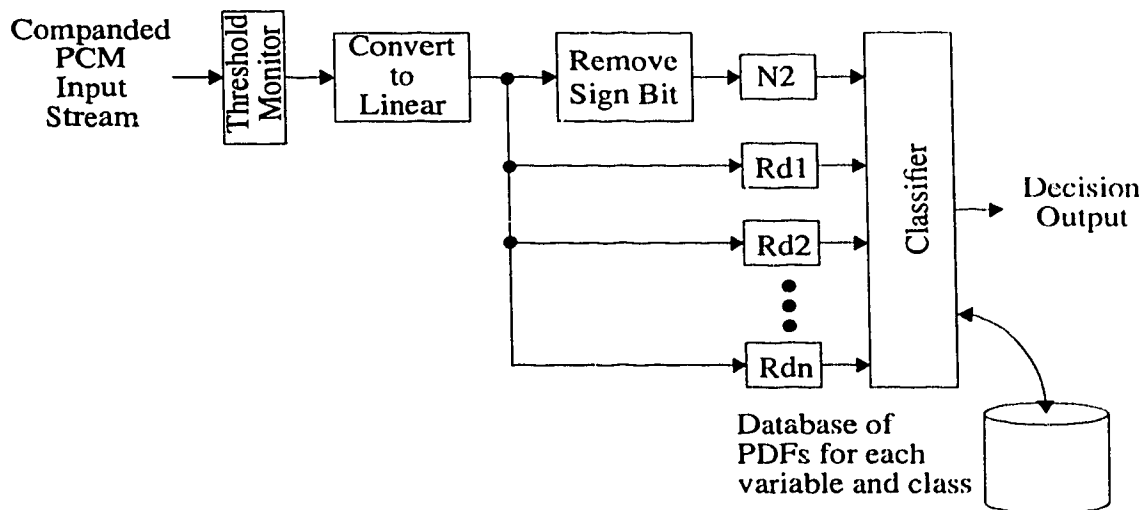 Companded
PCM
Input
Stream
Threshold
Monitor
Convert
to
Linear
Remove
Sign Bit
N2
Rd1
Rd2
Rdn
Classifier
Decision
Output
Database of
PDFs for each
variable and class